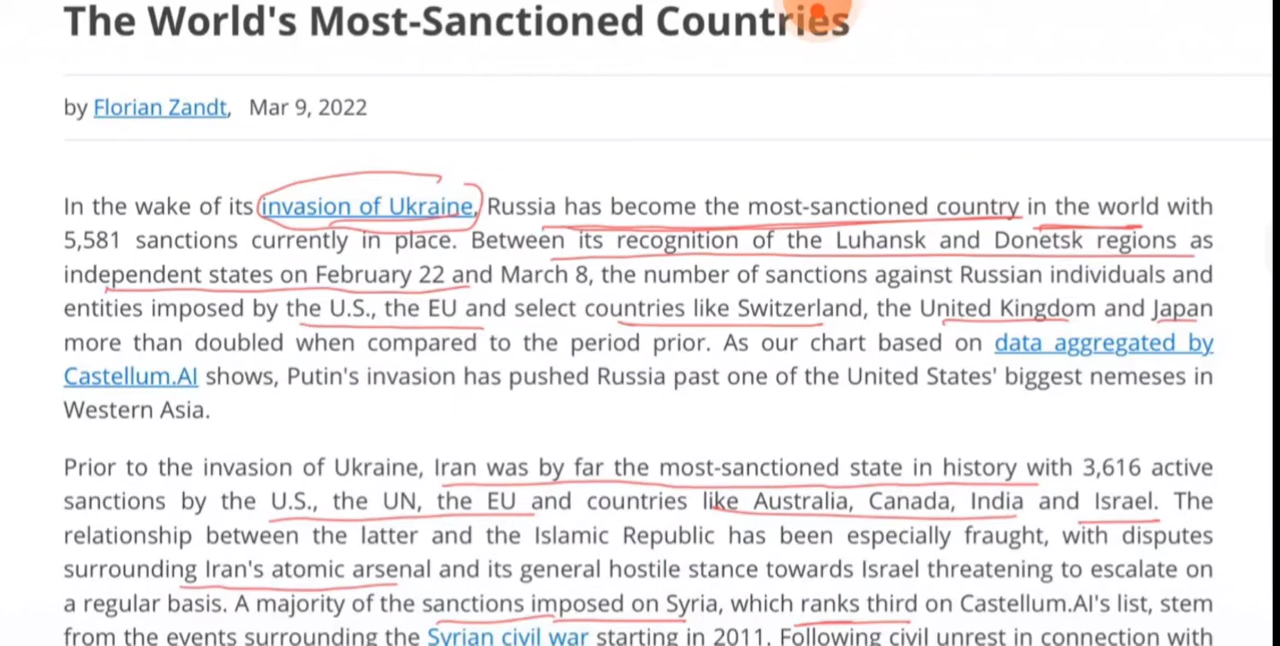 The World's Most-Sanctioned Countries
by Florian Zandt, Mar 9, 2022
In the wake of its invasion of Ukraine, Russia has become the most-sanctioned country in the world with
5,581 sanctions currently in place. Between its recognition of the Luhansk and Donetsk regions as
independent states on February 22 and March 8, the number of sanctions against Russian individuals and
entities imposed by the U.S., the EU and select countries like Switzerland, the United Kingdom and Japan
more than doubled when compared to the period prior. As our chart based on data aggregated by
Castellum.AI shows, Putin's invasion has pushed Russia past one of the United States' biggest nemeses in
Western Asia.
Prior to the invasion of Ukraine, Iran was by far the most-sanctioned state in history with 3,616 active
sanctions by the U.S., the UN, the EU and countries like Australia, Canada, India and Israel. The
relationship between the latter and the Islamic Republic has been especially fraught, with disputes
surrounding Iran's atomic arsenal and its general hostile stance towards Israel threatening to escalate on
a regular basis. A majority of the sanctions imposed on Syria, which ranks third on Castellum.AI's list, stem
from the events surrounding the Syrian civil war starting in 2011. Following civil unrest in connection with